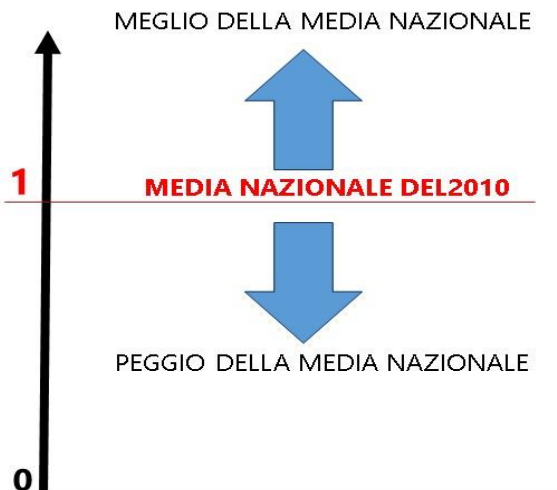 MEGLIO DELLA MEDIA NAZIONALE
1
MEDIA NAZIONALE DEL2010
PEGGIO DELLA MEDIA NAZIONALE
0